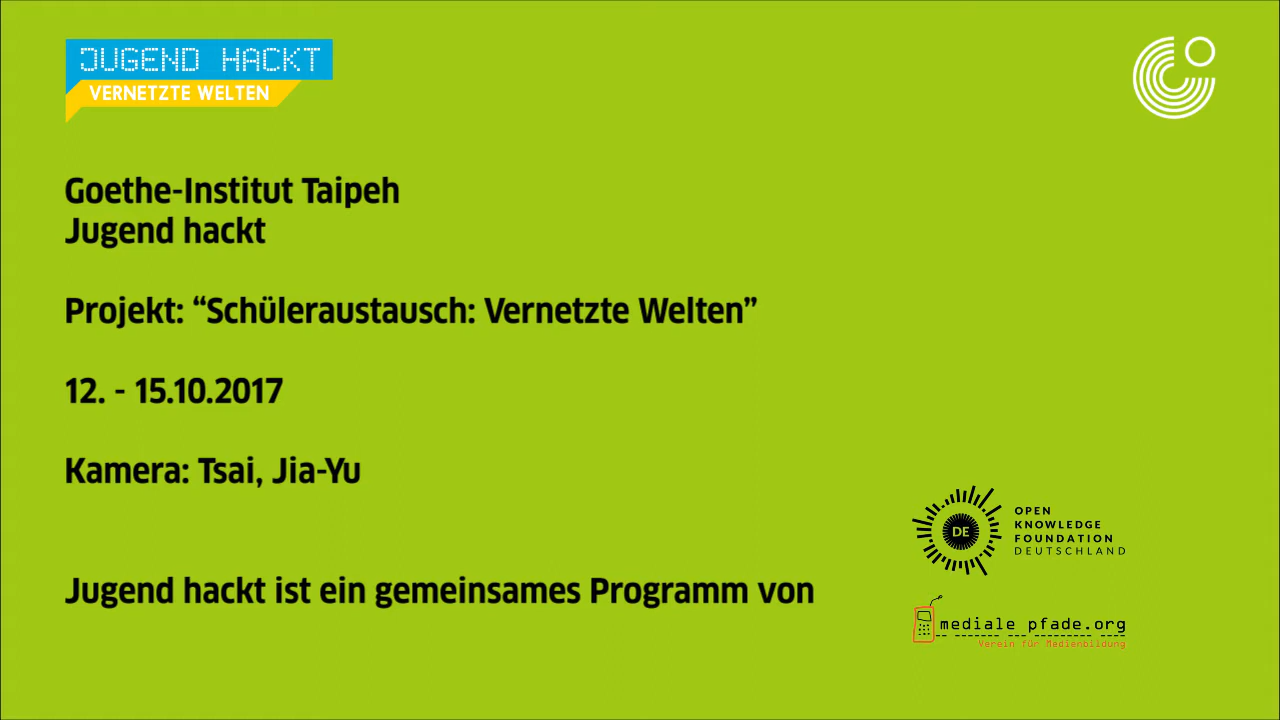 JUGEND HACKT
VERNETZTE WELTEN
Goethe-Institut Taipeh
Jugend hackt
Projekt: “Schüleraustausch: Vernetzte Welten”
12. - 15.10.2017
Kamera: Tsai, Jia-Yu
Jugend hackt ist ein gemeinsames Programm von
DE
OPEN
KNOWLEDGE
FOUNDATION
DEUTSCHLAND
mediale pfade.org
Verein für Medienbildung